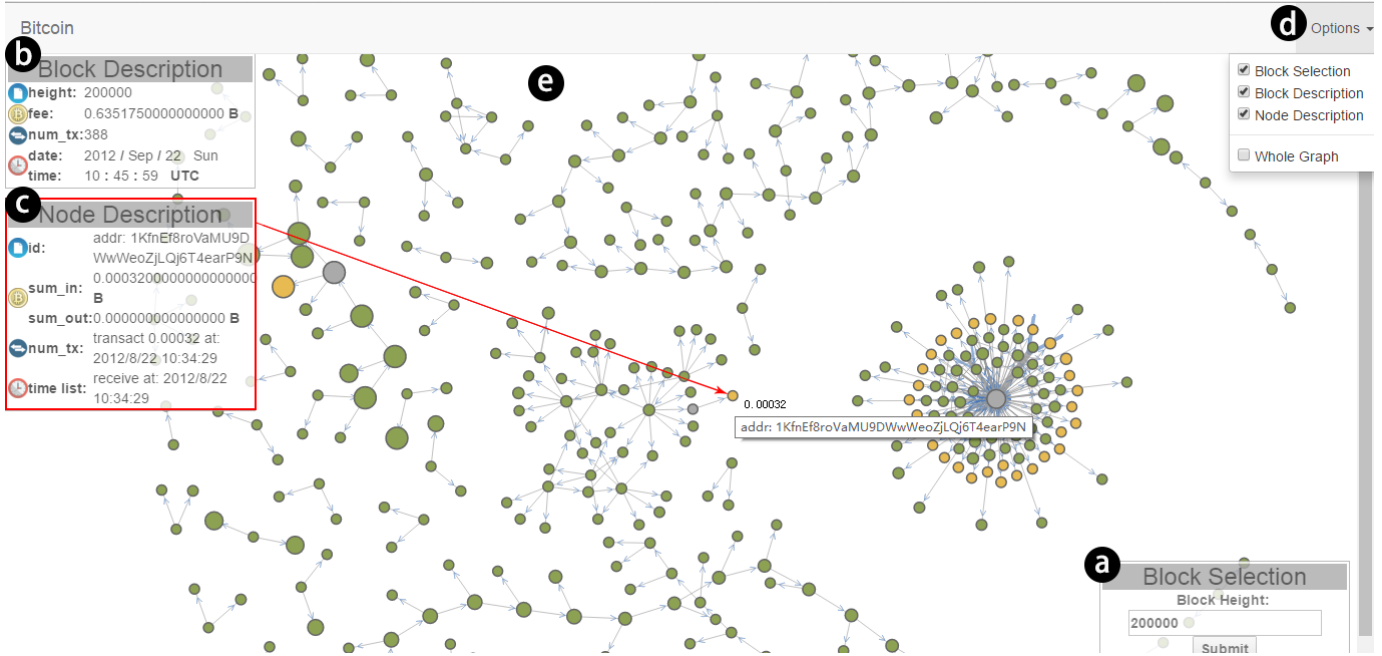 Bitcoin
d
Options
b
Block Description
height: 200000
fee: 0.6351750000000000 B
num_tx:388
date: 2012 / Sep / 22 Sun
time: 10 : 45 : 59 UTC
e
Block Selection
Block Description
Node Description
Whole Graph
c
Node Description
id: addr: 1KfnEf8roVaMU9D
WwWeoZjLQj6T4earP9N
sum_in: 0.0003200000000000000
B
sum_out:0.000000000000000 B
num_tx: transact 0.00032 at:
2012/8/22 10:34:29
time list: receive at: 2012/8/22
10:34:29
0.00032
addr: 1KfnEf8roVaMU9DWwWeoZjLQj6T4earP9N
a
Block Selection
Block Height:
200000
Submit